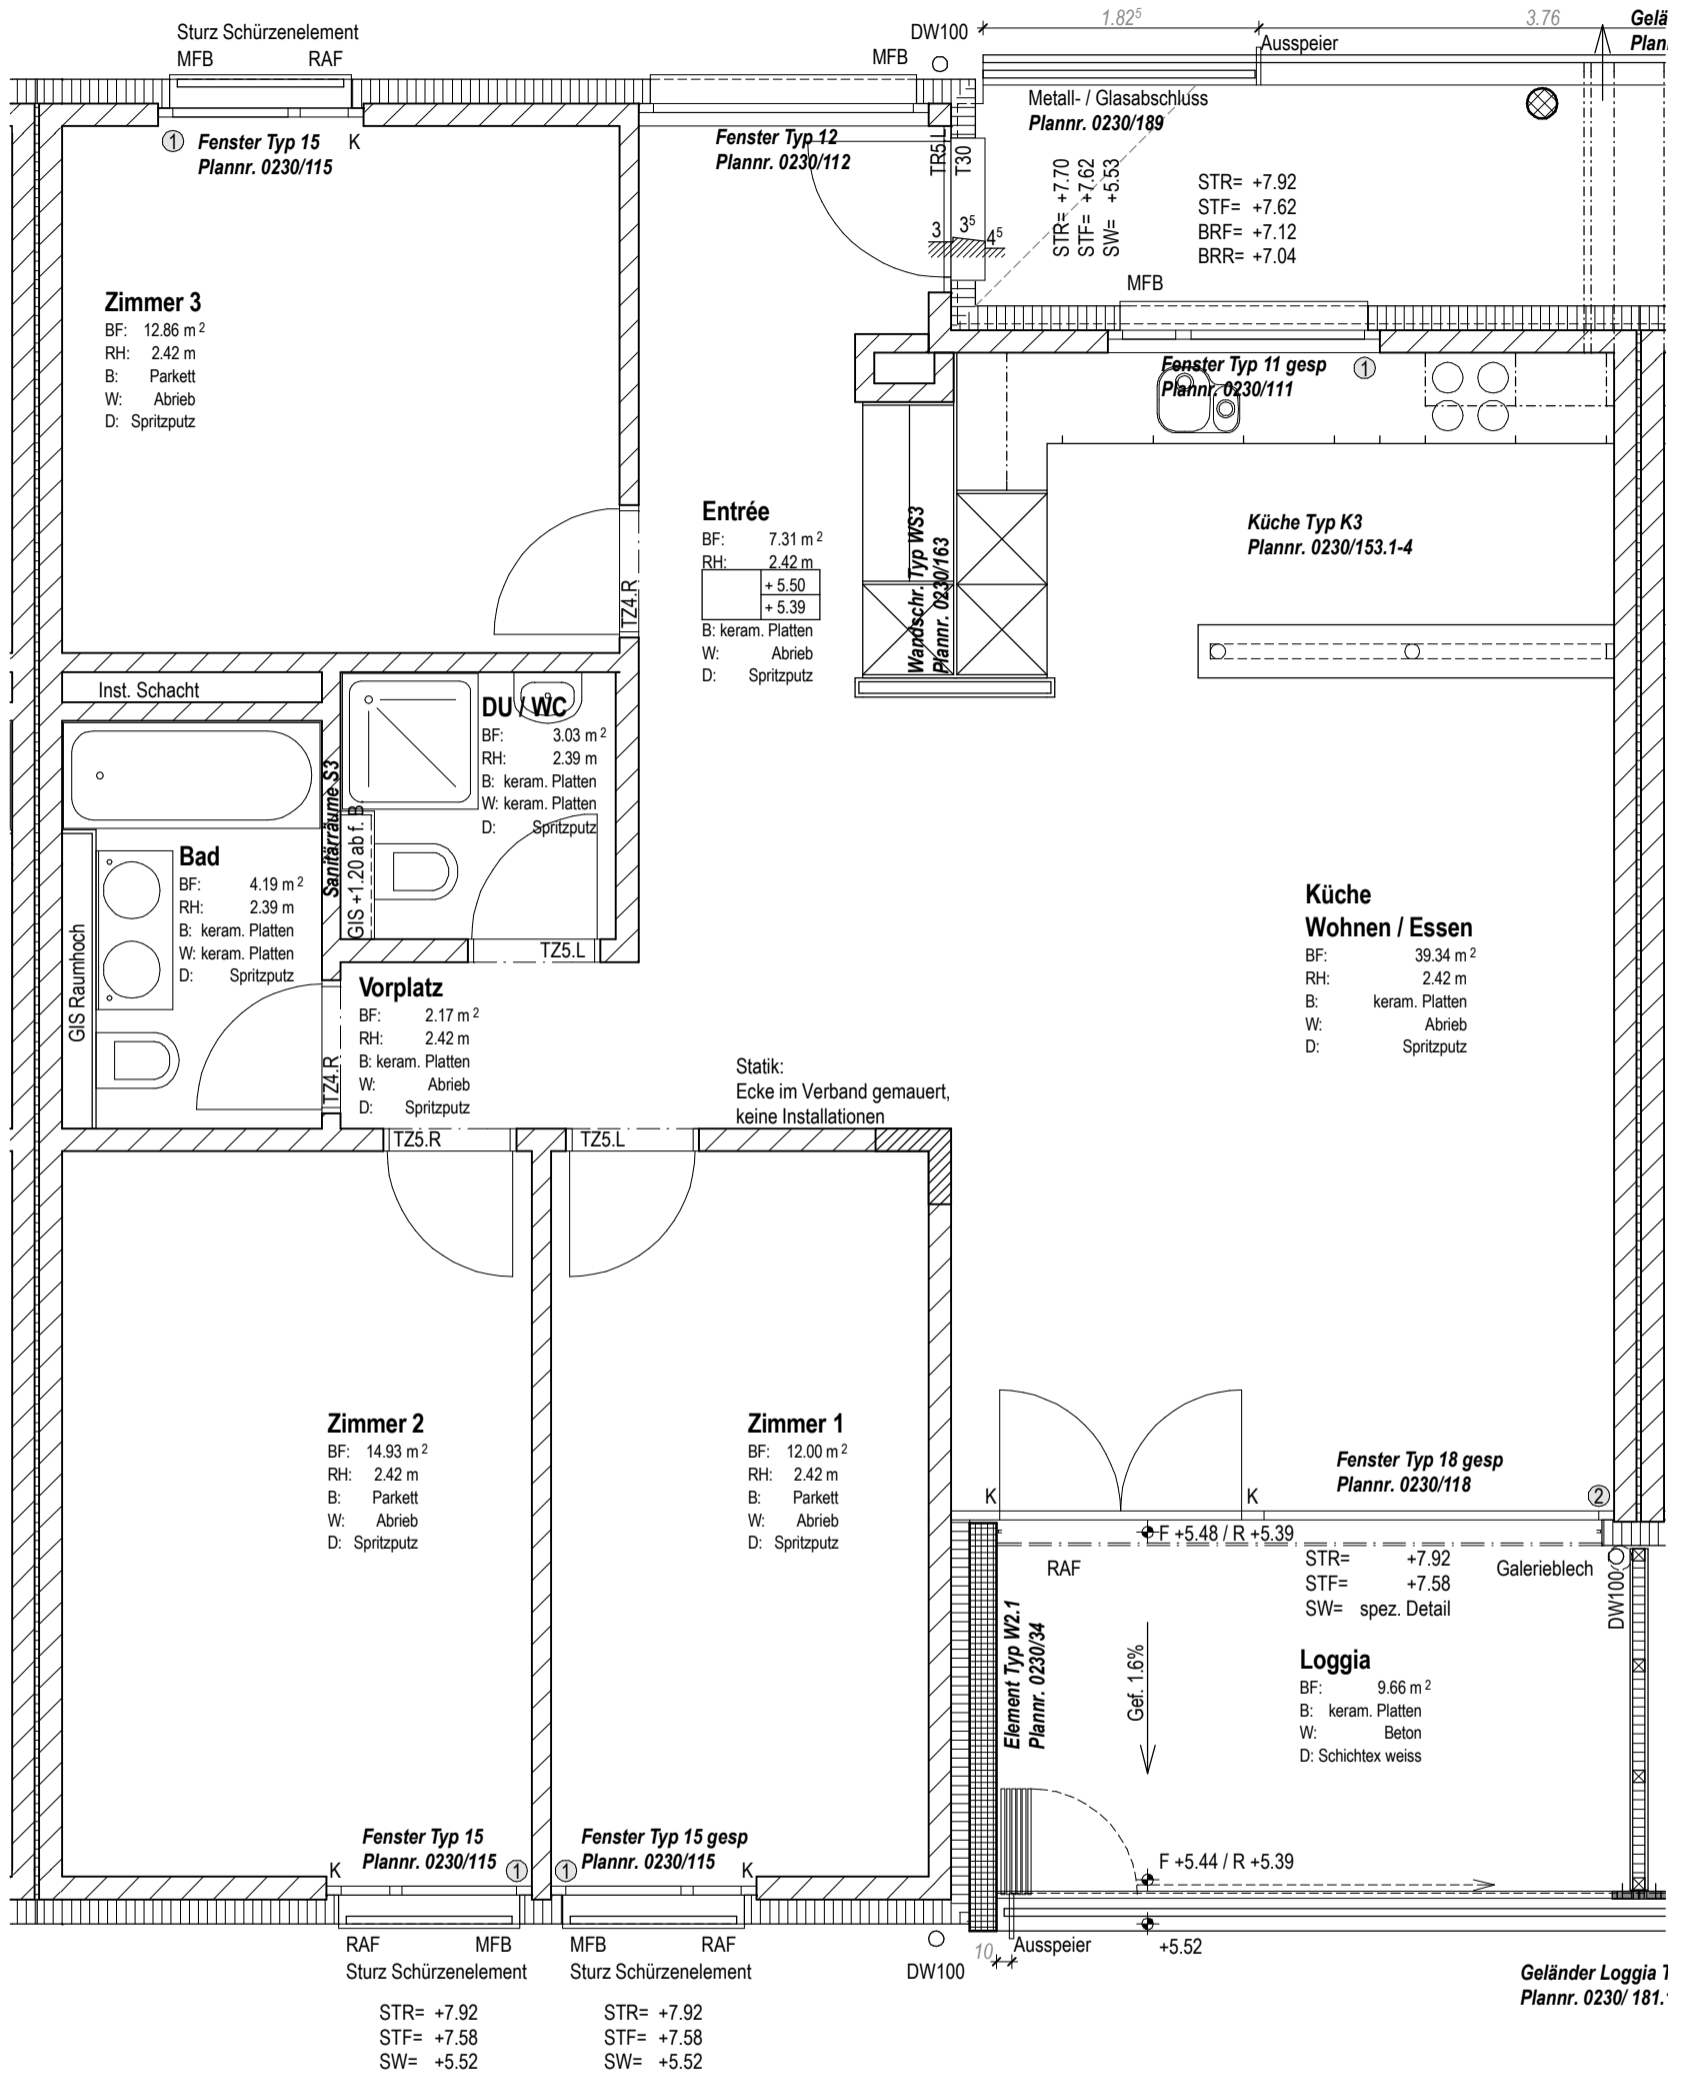 Sturz Schürzenelement
MFB RAF
DW100
MFB
1.82⁵
3.76
Ausspeier
Metall- / Glasabschluss
Plannr. 0230/189
1
Fenster Typ 15 K
Plannr. 0230/115
Fenster Typ 12
Plannr. 0230/112
TR5.L
T30
STR= +7.70
STF= +7.62
SW= +5.53
STR= +7.92
STF= +7.62
BRF= +7.12
BRR= +7.04
3 3⁵ 4⁵
MFB
Zimmer 3
BF: 12.86 m²
RH: 2.42 m
B: Parkett
W: Abrieb
D: Spritzputz
Fenster Typ 11 gesp
Plannr. 0230/111
1
Entrée
BF: 7.31 m²
RH: 2.42 m
+ 5.50
+ 5.39
B: keram. Platten
W: Abrieb
D: Spritzputz
Wandschr. Typ WS3
Plannr. 0230/163
Küche Typ K3
Plannr. 0230/153.1-4
TZ4.R
Inst. Schacht
DU / WC
BF: 3.03 m²
RH: 2.39 m
B: keram. Platten
W: keram. Platten
D: Spritzputz
Sanitärräume S3
GIS +1.20 ab f. B
Bad
BF: 4.19 m²
RH: 2.39 m
B: keram. Platten
W: keram. Platten
D: Spritzputz
GIS Raumhoch
TZ5.L
Küche
Wohnen / Essen
BF: 39.34 m²
RH: 2.42 m
B: keram. Platten
W: Abrieb
D: Spritzputz
Vorplatz
BF: 2.17 m²
RH: 2.42 m
B: keram. Platten
W: Abrieb
D: Spritzputz
TZ4.R
Statik:
Ecke im Verband gemauert,
keine Installationen
TZ5.R
TZ5.L
Zimmer 2
BF: 14.93 m²
RH: 2.42 m
B: Parkett
W: Abrieb
D: Spritzputz
Zimmer 1
BF: 12.00 m²
RH: 2.42 m
B: Parkett
W: Abrieb
D: Spritzputz
Fenster Typ 18 gesp
Plannr. 0230/118
K
K
2
F +5.48 / R +5.39
RAF
STR= +7.92
STF= +7.58
SW= spez. Detail
Galerieblech
DW100
Element Typ W2.1
Plannr. 0230/34
Gef. 1.6%
Loggia
BF: 9.66 m²
B: keram. Platten
W: Beton
D: Schichtex weiss
Fenster Typ 15
K Plannr. 0230/115 1
Fenster Typ 15 gesp
1 Plannr. 0230/115 K
F +5.44 / R +5.39
RAF MFB
Sturz Schürzenelement
MFB RAF
Sturz Schürzenelement
DW100
10
Ausspeier
+5.52
STR= +7.92
STF= +7.58
SW= +5.52
STR= +7.92
STF= +7.58
SW= +5.52
Geländer Loggia
Plannr. 0230/ 181.